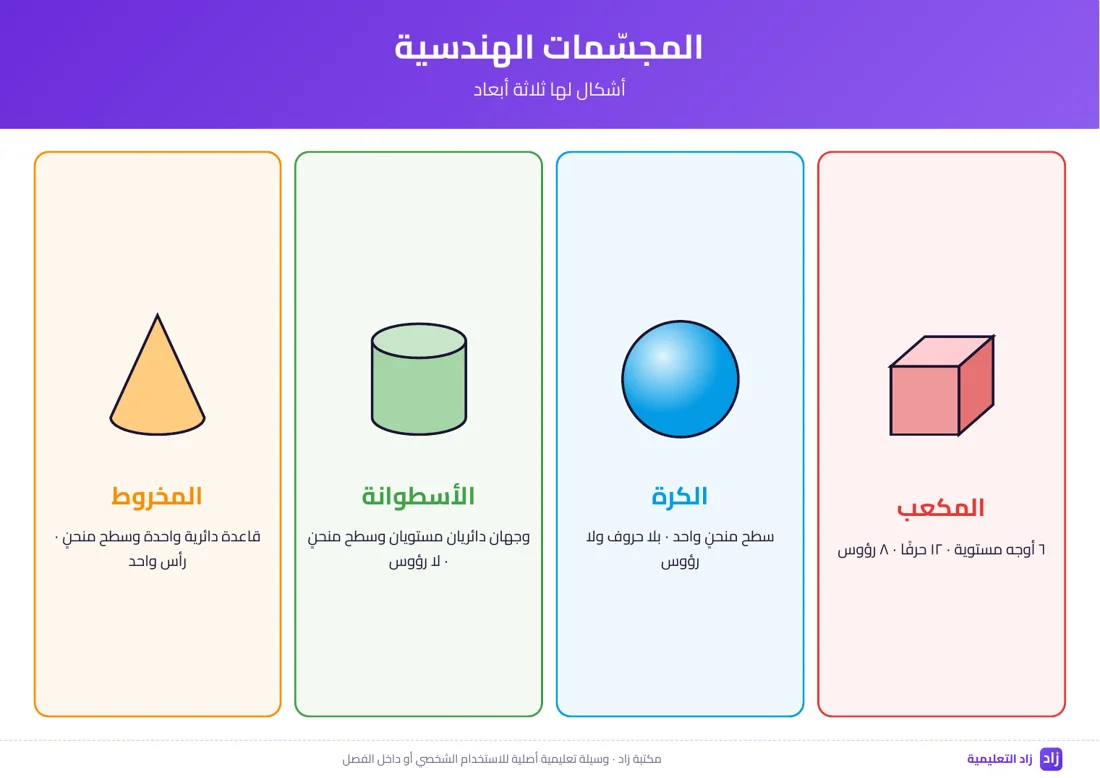 المجسّمات الهندسية
أشكال لها ثلاثة أبعاد
المكعب
٦ أوجه مستوية · ١٢ حرفًا · ٨ رؤوس
الكرة
سطح منحنٍ واحد · بلا حروف ولا
رؤوس
الأسطوانة
وجهان دائريان مستويان وسطح منحنٍ
· لا رؤوس
المخروط
قاعدة دائرية واحدة وسطح منحنٍ ·
رأس واحد
زاد
زاد التعليمية
مكتبة زاد · وسيلة تعليمية أصلية للاستخدام الشخصي أو داخل الفصل